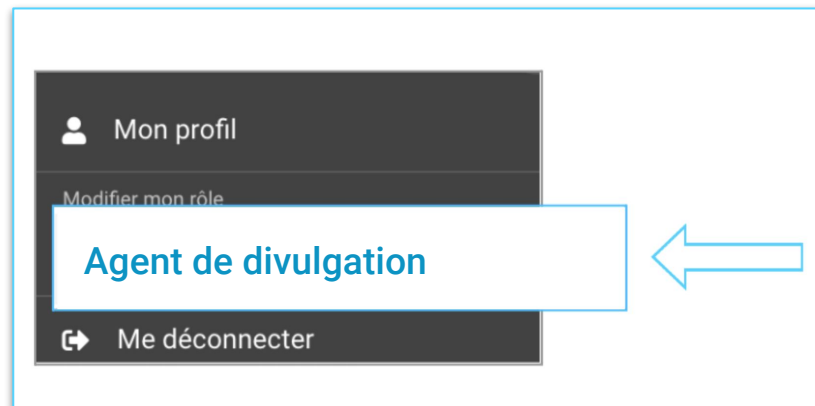 Mon profil
Modifier mon rôle
Agent de divulgation
Me déconnecter